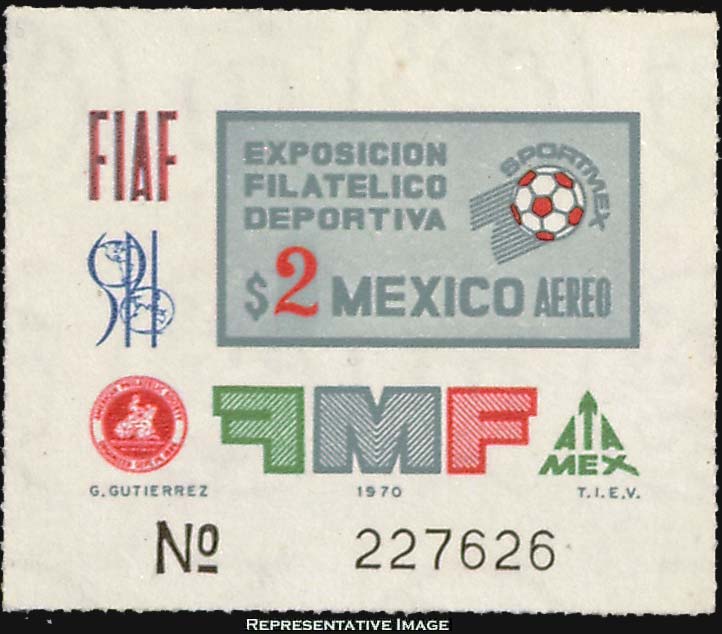 FIAF
EXPOSICION
FILATELICO
DEPORTIVA
SPORTMEX
$2 MEXICO AEREO
FMF
MEX
G. GUTIERREZ
1970
T.I.E.V.
Nº 227626
REPRESENTATIVE IMAGE